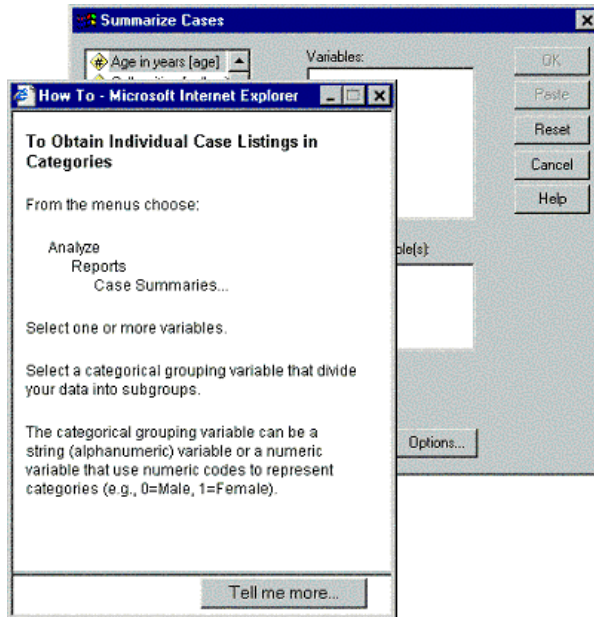 Summarize Cases
Age in years [age]
Variables:
OK
Paste
Reset
Cancel
Help
ble(s):
Options...
How To - Microsoft Internet Explorer
To Obtain Individual Case Listings in
Categories
From the menus choose:
Analyze
Reports
Case Summaries...
Select one or more variables.
Select a categorical grouping variable that divide
your data into subgroups.
The categorical grouping variable can be a
string (alphanumeric) variable or a numeric
variable that use numeric codes to represent
categories (e.g., 0=Male, 1=Female).
Tell me more...